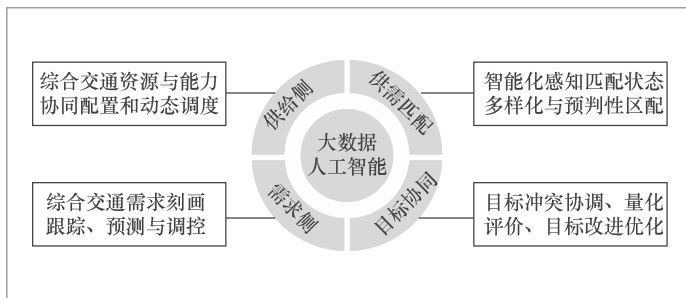 综合交通资源与能力
协同配置和动态调度
供给侧
供需匹配
智能化感知匹配状态
多样化与预判性区配
大数据
人工智能
综合交通需求刻画
跟踪、预测与调控
需求侧
目标协同
目标冲突协调、量化
评价、目标改进优化